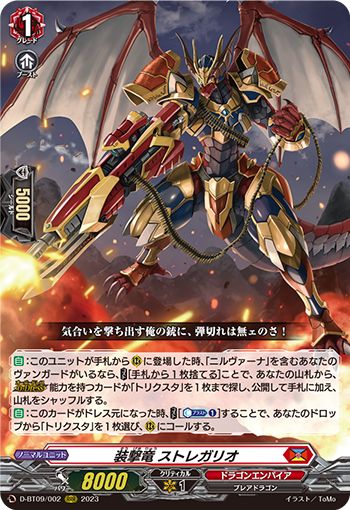 1
グレード
ブースト
5000
シールド
気合いを撃ち出す俺の銃に、弾切れは無ェのさ！
自：このユニットが手札からⓇに登場した時、「ニルヴァーナ」を含むあなたの
ヴァンガードがいるなら、【手札から1枚捨てる】ことで、あなたの山札から、
能力を持つカードか「トリクスタ」を1枚まで探し、公開して手札に加え、
山札をシャッフルする。
自：このカードがドレス元になった時、【ブラスト 1】することで、あなたのドロッ
プから「トリクスタ」を1枚選び、Ⓡにコールする。
ノーマルユニット
装撃竜 ストレガリオ
ドラゴンエンパイア
パワー 8000
クリティカル
1
フレアドラゴン
D-BT09/002 RRR 2023
イラスト／ToMo